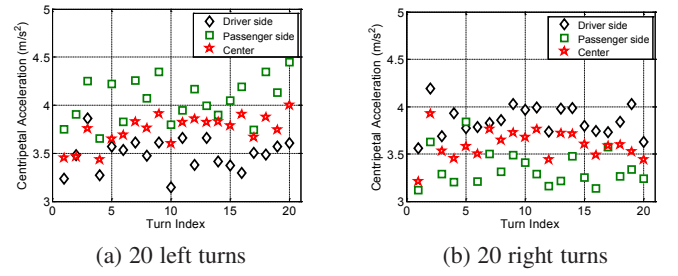 Centripetal Acceleration (m/s²)
5
4.5
4
3.5
3
0
5
10
15
20
Turn Index
Driver side
Passenger side
Center
(a) 20 left turns
Centripetal Acceleration (m/s²)
5
4.5
4
3.5
3
0
5
10
15
20
Turn Index
Driver side
Passenger side
Center
(b) 20 right turns